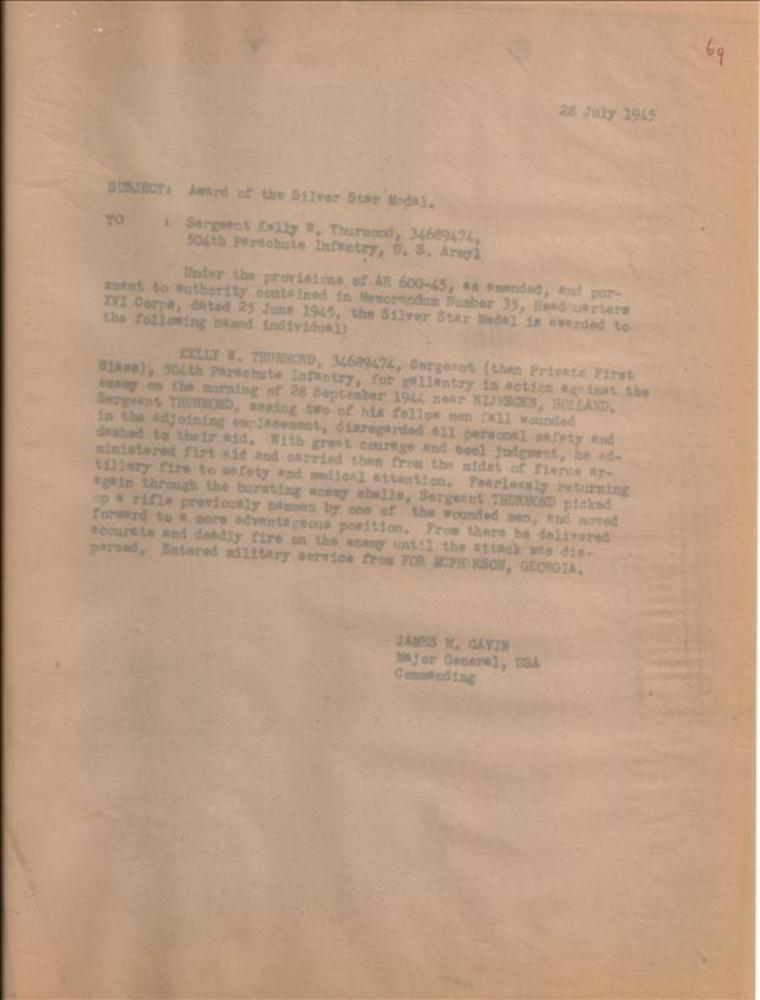 69
28 July 1945
SUBJECT: Award of the Silver Star Medal.
TO : Sergeant Kelly W. Thurmond, 34689474,
504th Parachute Infantry, U. S. Army1
Under the provisions of AR 600-45, as amended, and pur-
suant to authority contained in Memorandum Number 35, Head uarters
XVI Corps, dated 25 June 1945, the Silver Star Medal is awarded to
the following named individual:
KELLY W. THURMOND, 34689474, Sergeant (then Private First
Slass), 504th Parachute Infantry, for gallantry in action against the
enemy on the morning of 28 September 1944 near NIJMEGEN, HOLLAND.
Sergeant THURMOND, seeing two of his fellow men fall wounded
in the adjoining emplacement, disregarded all personal safety and
dashed to their aid. With great courage and cool judgment, he ad-
ministered firt aid and carried them from the midst of fierce ar-
tillary fire to safety and medical attention. Fearlessly returning
again through the bursting enemy shells, Sergeant THURMOND picked
up a rifle previously mannen by one of the wounded men, and moved
forward to a more advantageous position. From there he delivered
accurate and deadly fire on the enemy until the attack was dis-
persed. Entered military service from FOR MCPH RSON, GEORGIA.
JAMES M. GAVIN
Major General, USA
Commanding